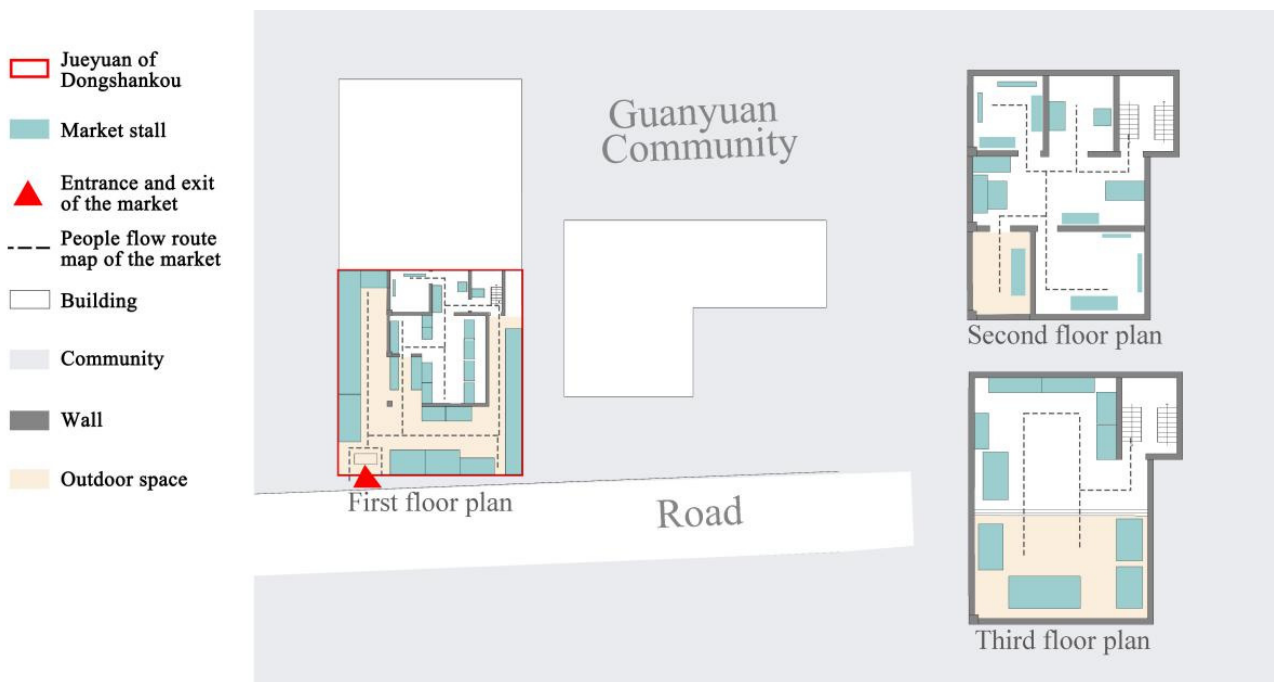 Jueyuan of
Dongshankou
Market stall
Entrance and exit
of the market
People flow route
map of the market
Building
Community
Wall
Outdoor space
Guanyuan
Community
First floor plan
Road
Second floor plan
Third floor plan